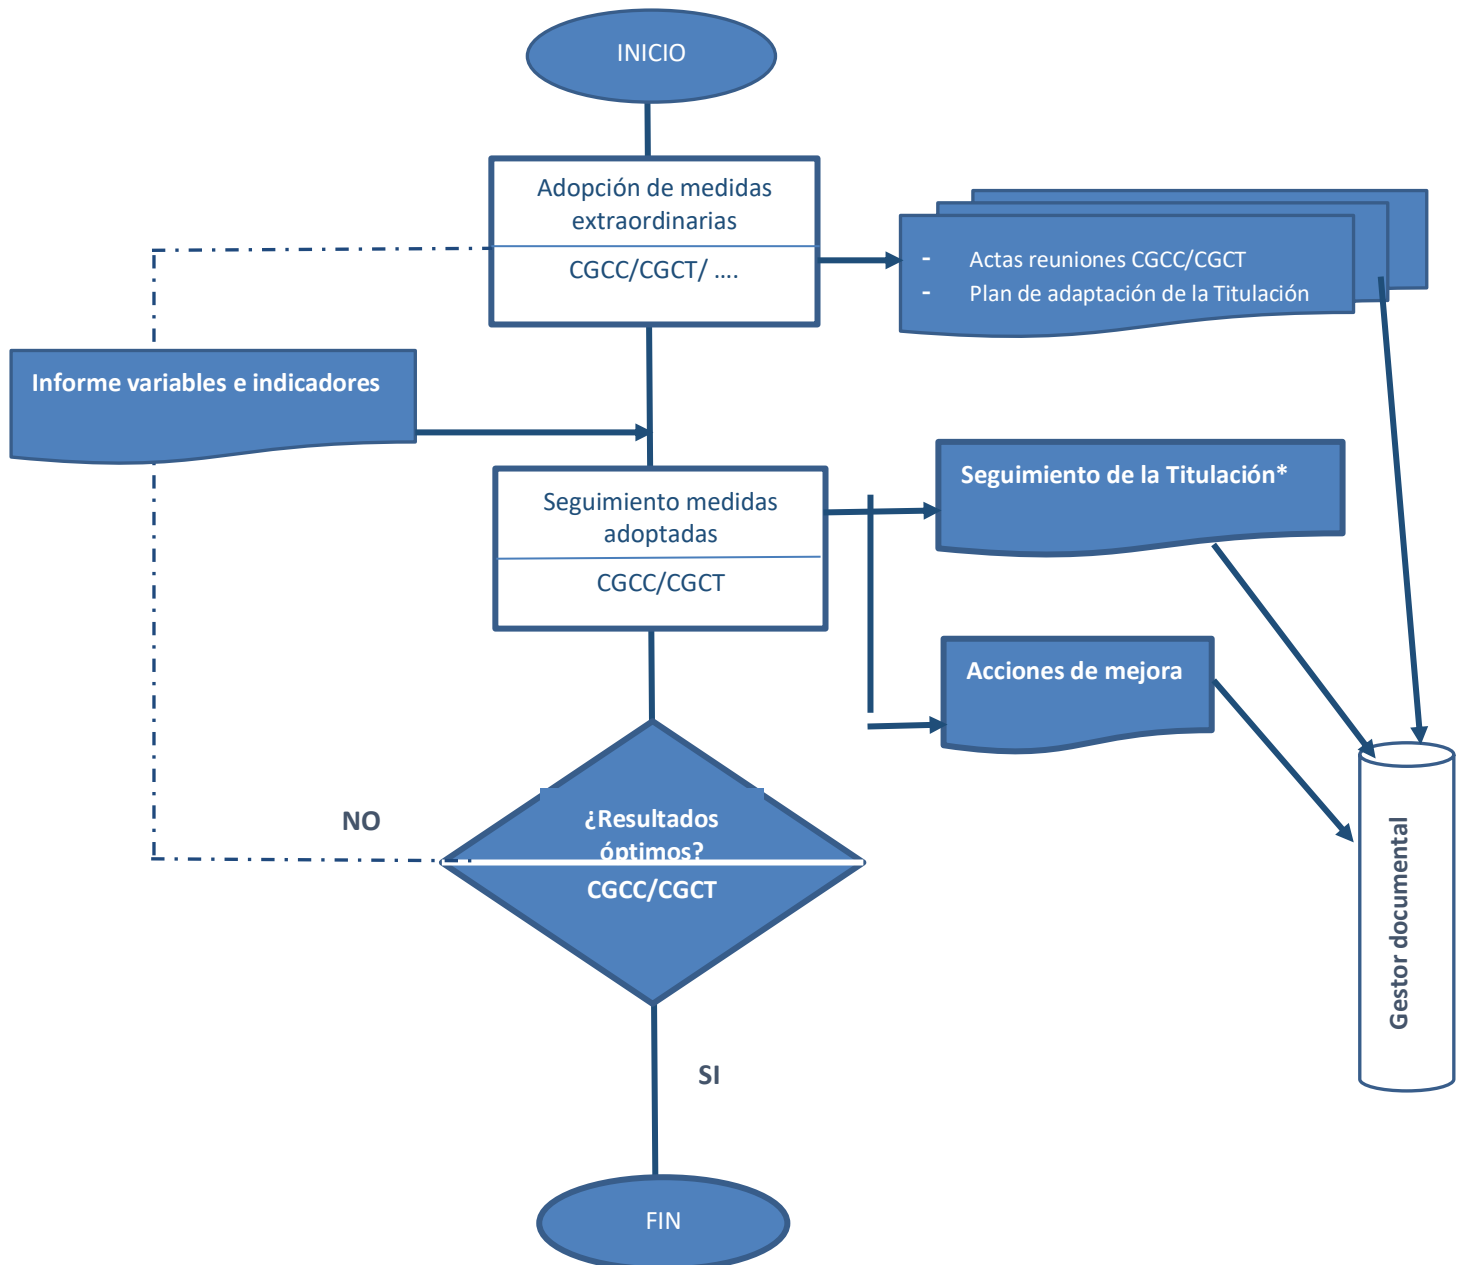 INICIO
Adopción de medidas
extraordinarias
CGCC/CGCT/ ....
- Actas reuniones CGCC/CGCT
- Plan de adaptación de la Titulación
Informe variables e indicadores
Seguimiento medidas
adoptadas
CGCC/CGCT
Seguimiento de la Titulación*
Acciones de mejora
NO
¿Resultados
óptimos?
CGCC/CGCT
Gestor documental
SI
FIN